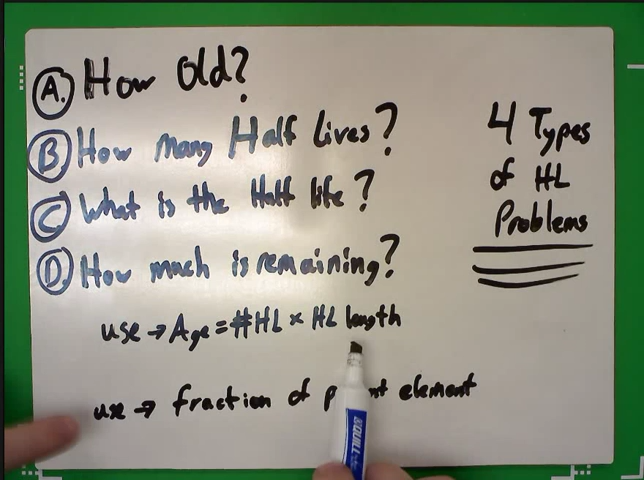 A. How Old?
B How many Half Lives?
C What is the Half life?
D. How much is remaining?
use → Age = #HL × HL length
use → fraction of element
4 Types
of HL
Problems
QUILL